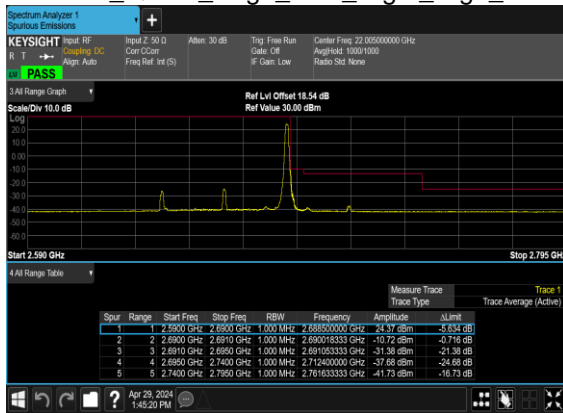 Spectrum Analyzer 1
Spurious Emissions
+
KEYSIGHT Input: RF Input Z: 50 Ω Atten: 30 dB Trig: Free Run Center Freq: 22.005000000 GHz
R T Coupling: DC Corr CCorr Gate: Off Avg|Hold: 1000/1000
Align: Auto Freq Ref: Int (S) IF Gain: Low Radio Std: None
PASS
3 All Range Graph
Ref Lvl Offset 18.54 dB
Scale/Div 10.0 dB Ref Value 30.00 dBm
Log
20.0
10.0
0.00
-10.0
-20.0
-30.0
-40.0
-50.0
-60.0
Start 2.590 GHz Stop 2.795 GH
4 All Range Table
Measure Trace Trace 1
Trace Type Trace Average (Active)
Spur Range Start Freq Stop Freq RBW Frequency Amplitude ΔLimit
1 1 2.5900 GHz 2.6900 GHz 1.000 MHz 2.688500000 GHz 24.37 dBm -5.634 dB
2 2 2.6900 GHz 2.6910 GHz 1.000 MHz 2.690018333 GHz -10.72 dBm -0.716 dB
3 3 2.6910 GHz 2.6950 GHz 1.000 MHz 2.691053333 GHz -31.38 dBm -21.38 dB
4 4 2.6950 GHz 2.7400 GHz 1.000 MHz 2.712400000 GHz -37.68 dBm -24.68 dB
5 5 2.7400 GHz 2.7950 GHz 1.000 MHz 2.761633333 GHz -41.73 dBm -16.73 dB
? Apr 29, 2024
1:45:20 PM